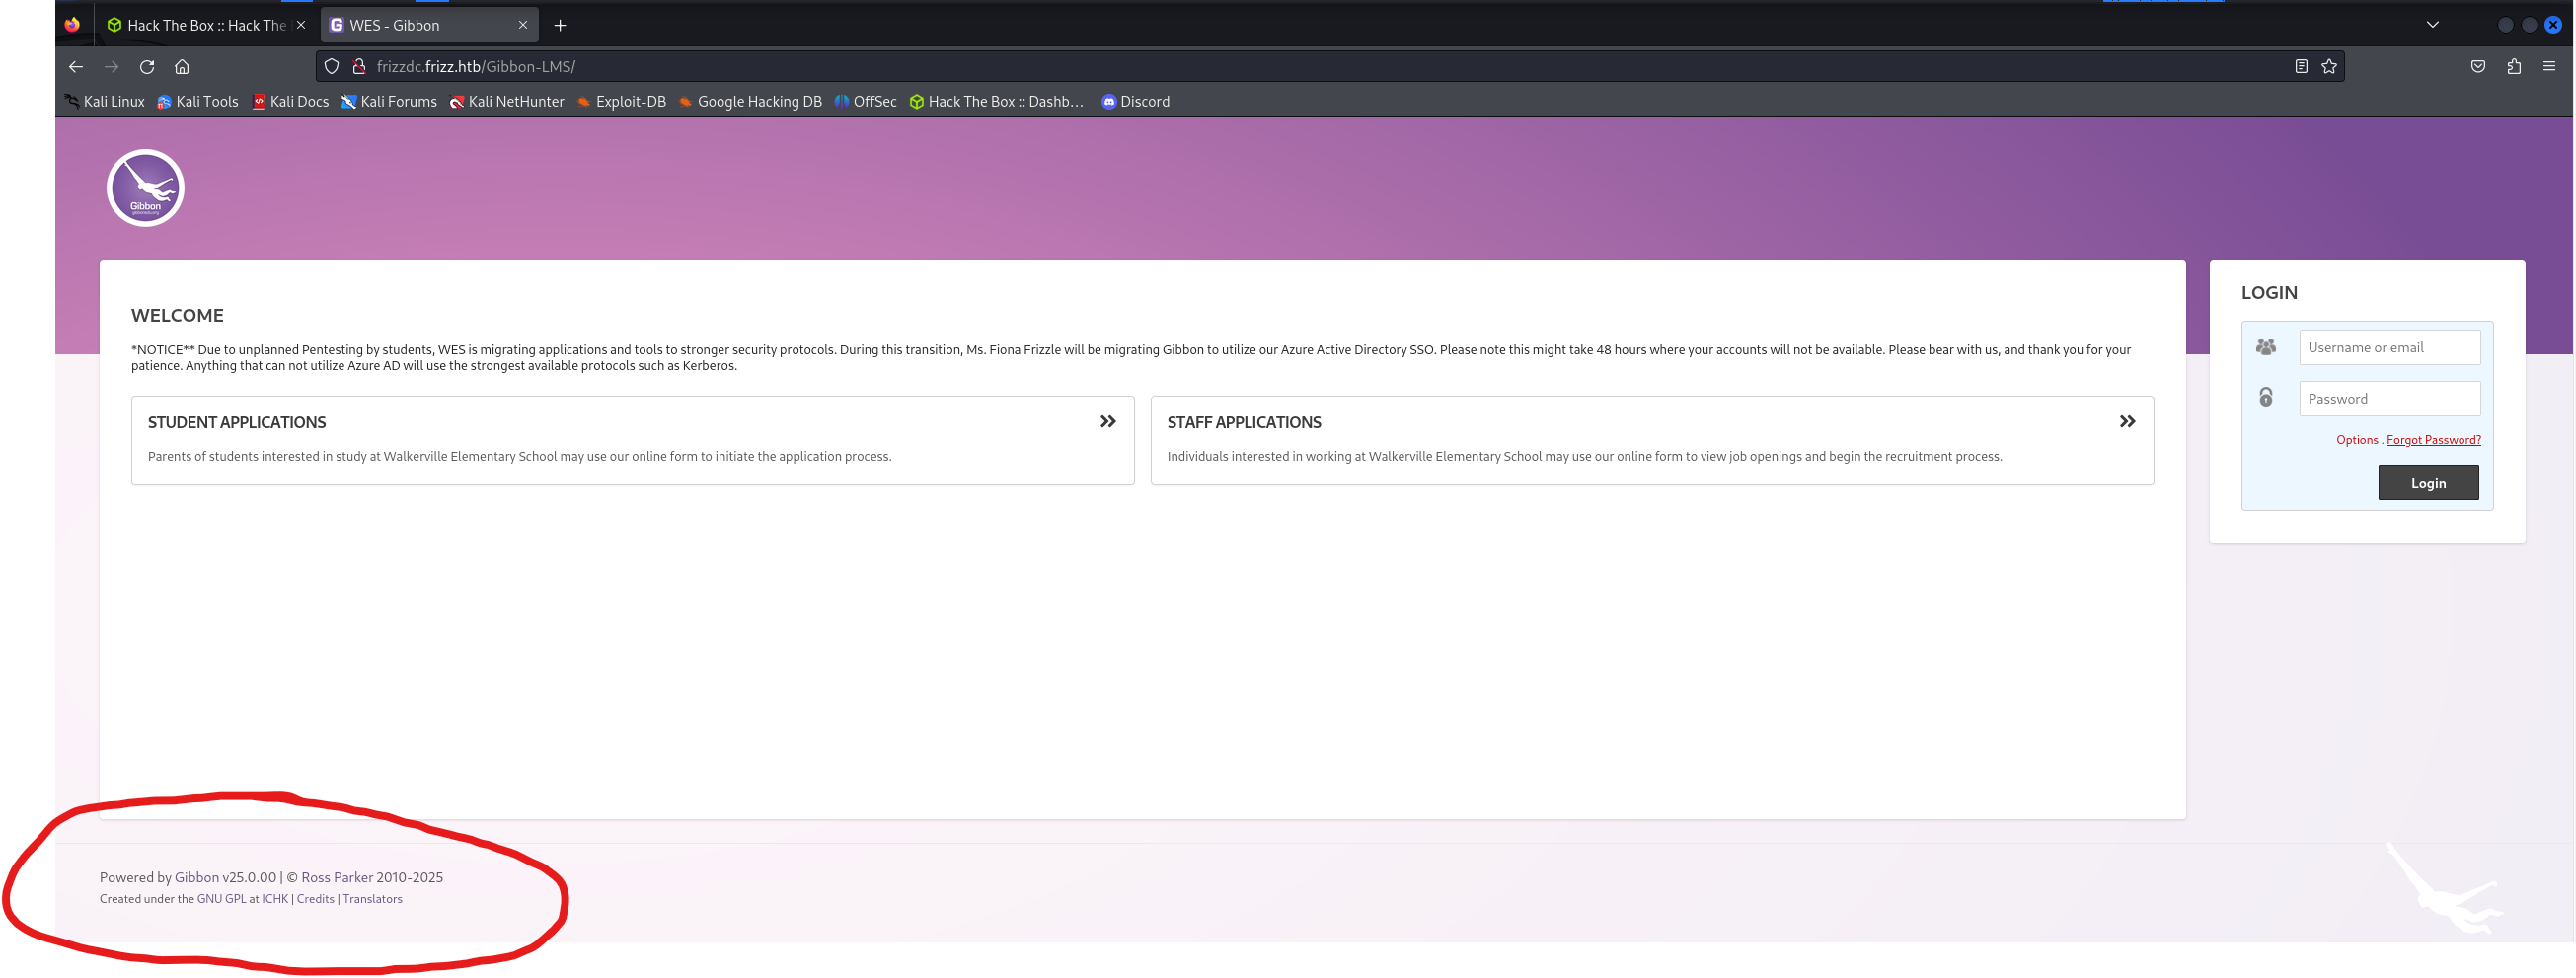 Hack The Box :: Hack The
WES - Gibbon
frizzdc.frizz.htb/Gibbon-LMS/
Kali Linux Kali Tools Kali Docs Kali Forums Kali NetHunter Exploit-DB Google Hacking DB OffSec Hack The Box :: Dashb… Discord
Gibbon
WELCOME
*NOTICE** Due to unplanned Pentesting by students, WES is migrating applications and tools to stronger security protocols. During this transition, Ms. Fiona Frizzle will be migrating Gibbon to utilize our Azure Active Directory SSO. Please note this might take 48 hours where your accounts will not be available. Please bear with us, and thank you for your
patience. Anything that can not utilize Azure AD will use the strongest available protocols such as Kerberos.
STUDENT APPLICATIONS
Parents of students interested in study at Walkerville Elementary School may use our online form to initiate the application process.
STAFF APPLICATIONS
Individuals interested in working at Walkerville Elementary School may use our online form to view job openings and begin the recruitment process.
LOGIN
Username or email
Password
Options . Forgot Password?
Login
Powered by Gibbon v25.0.00 | © Ross Parker 2010-2025
Created under the GNU GPL at ICHK | Credits | Translators